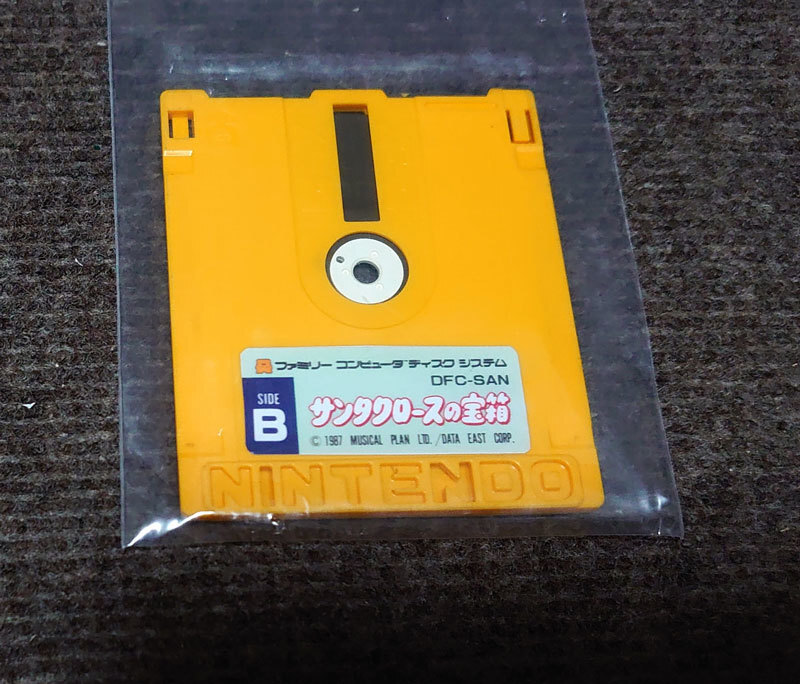 ファミリー コンピュータ ディスク システム
DFC-SAN
SIDE
B
サンタクロースの宝箱
© 1987 MUSICAL PLAN LTD./DATA EAST CORP.
NINTENDO